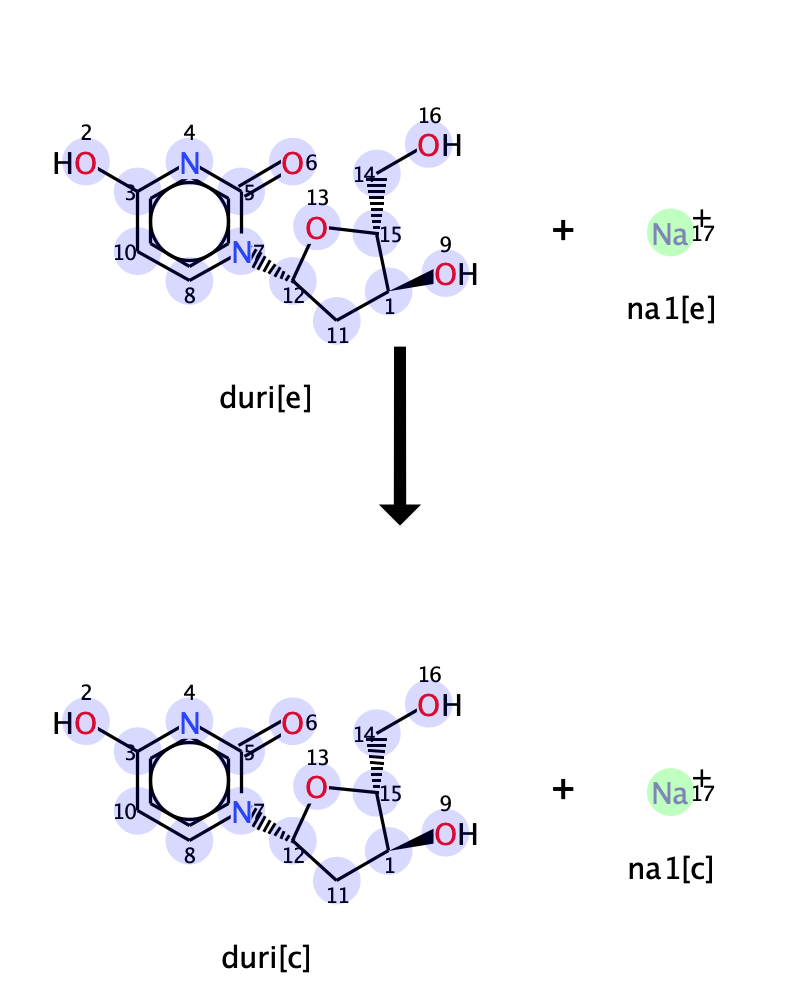 16
2 4 OH
HO N O 6
14
3 5 13
O 15 +
+ Na 17
10 N 7 9
OH
8 12 1 na1[e]
11
duri[e]
16
2 4 OH
HO N O 6
14
3 5 13
O 15 +
+ Na 17
10 N 7 9
OH
8 12 1 na1[c]
11
duri[c]